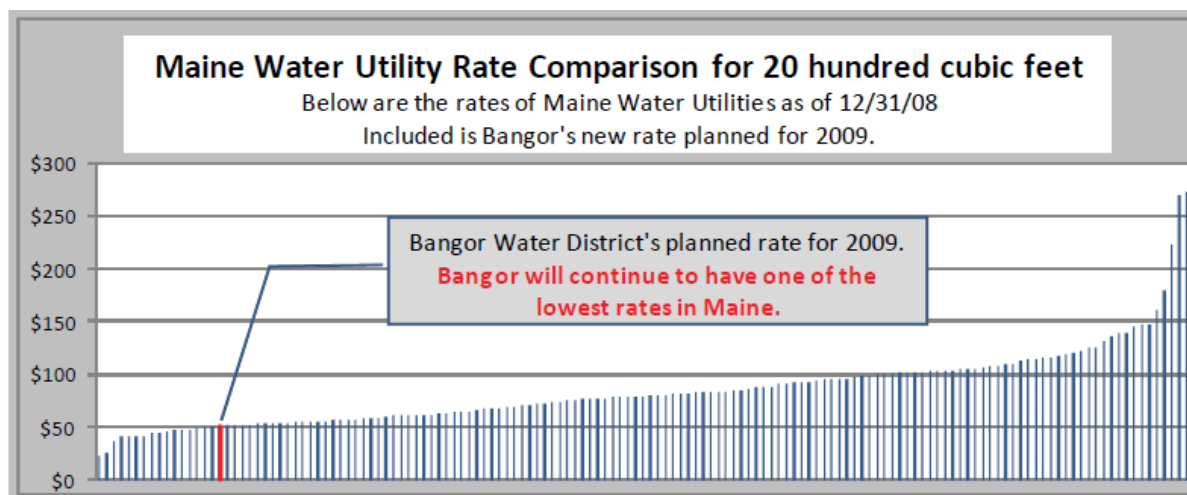 Maine Water Utility Rate Comparison for 20 hundred cubic feet
Below are the rates of Maine Water Utilities as of 12/31/08
Included is Bangor's new rate planned for 2009.
$300
$250
Bangor Water District's planned rate for 2009.
$200
Bangor will continue to have one of the
lowest rates in Maine.
$150
$100
$50
$0